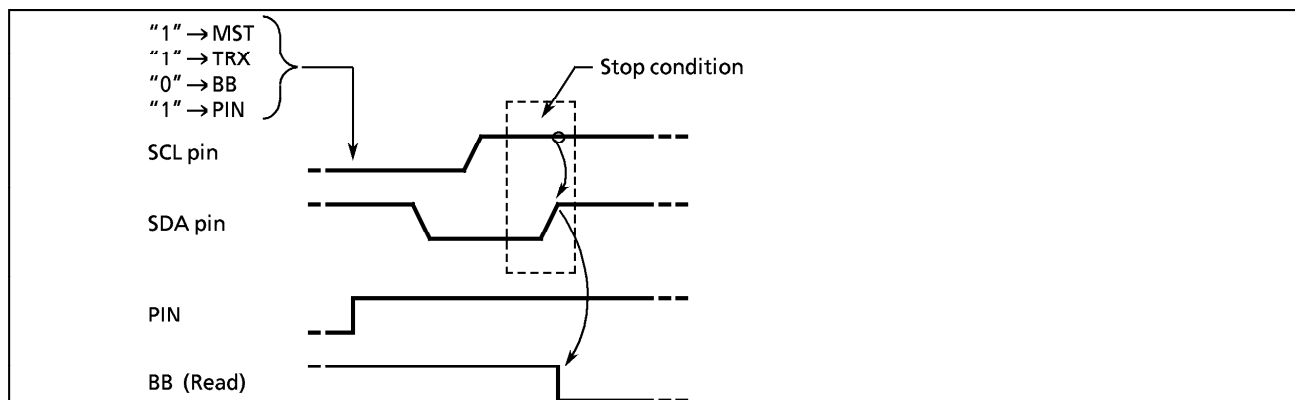 “1” → MST
“1” → TRX
“0” → BB
“1” → PIN
Stop condition
SCL pin
SDA pin
PIN
BB (Read)